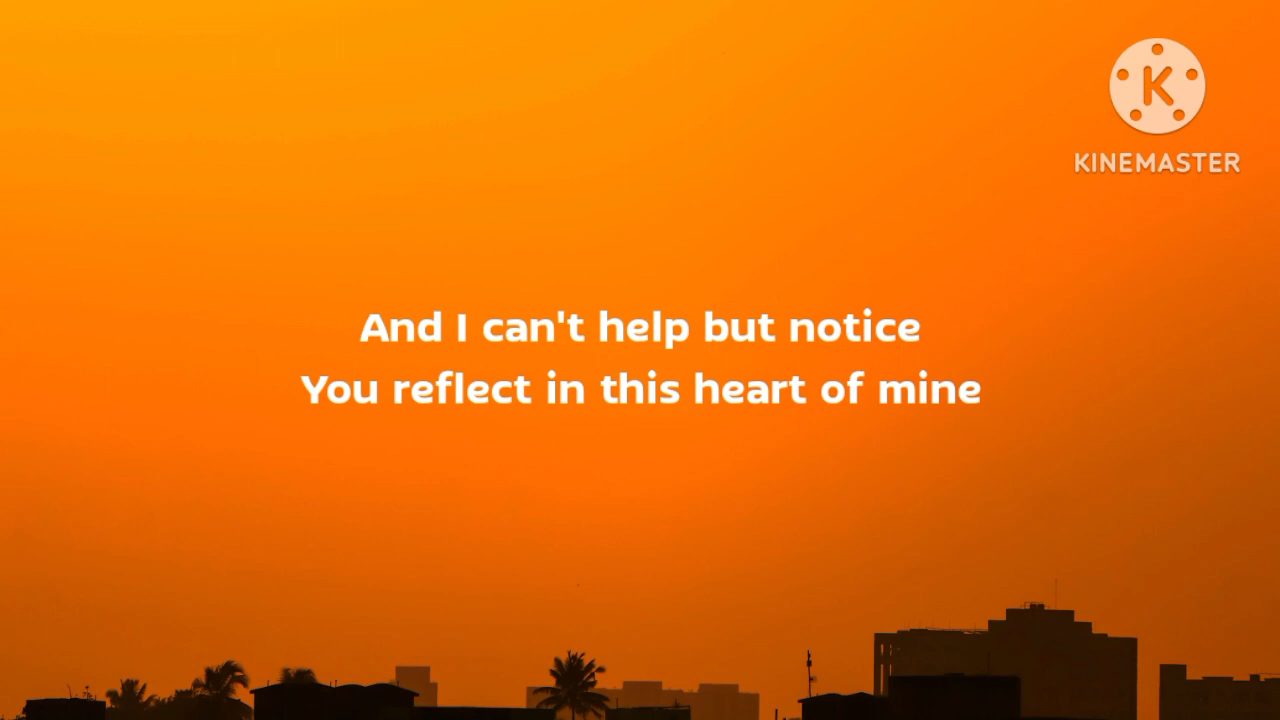 K
KINEMASTER
And I can't help but notice
You reflect in this heart of mine